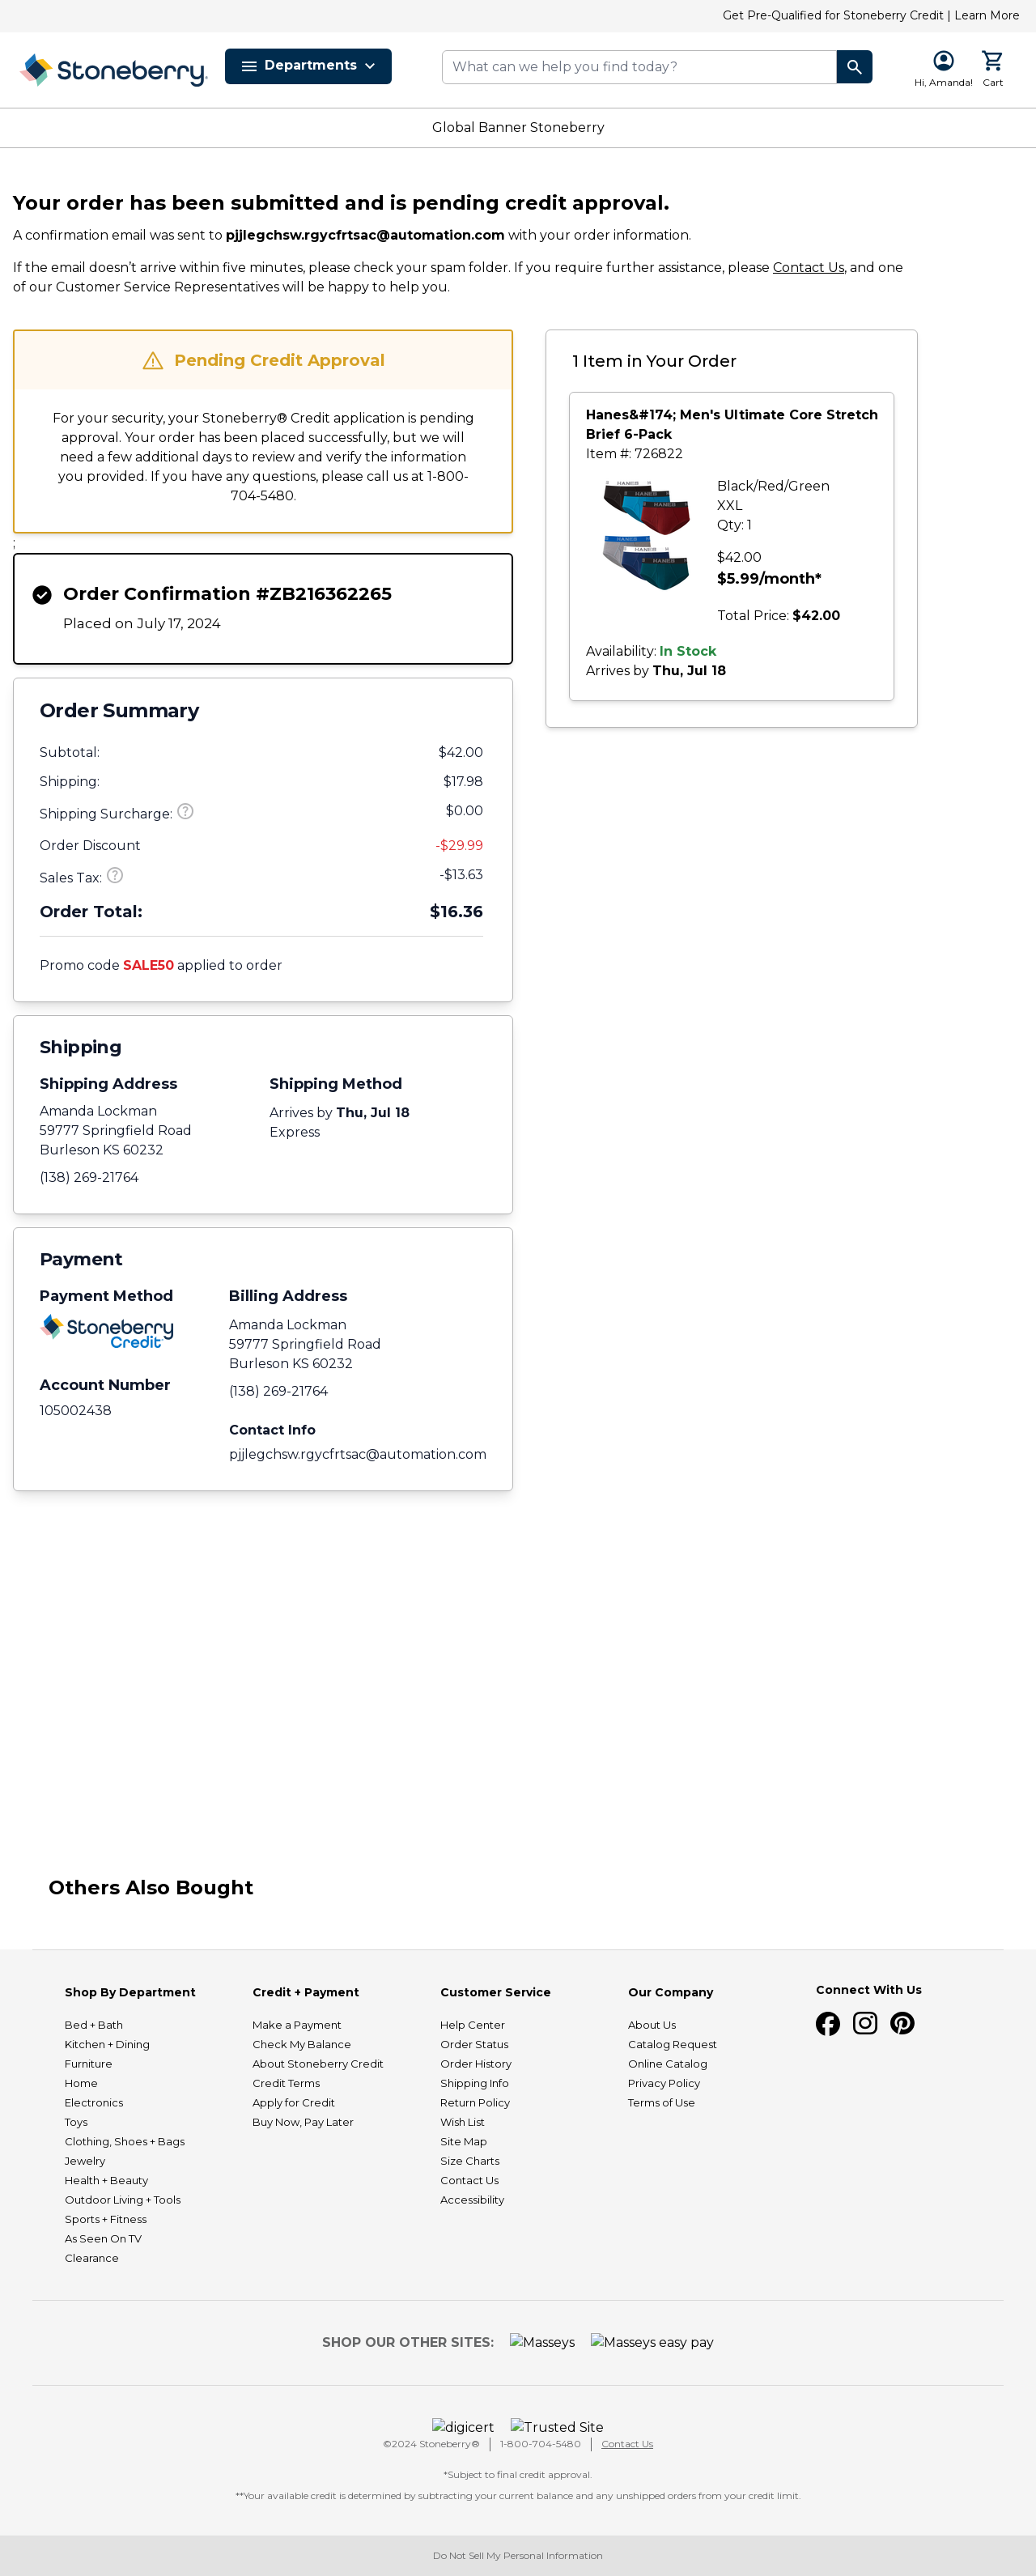 Get Pre-Qualified for Stoneberry Credit | Learn More
Stoneberry
Departments
What can we help you find today?
Hi, Amanda!
Cart
Global Banner Stoneberry
Your order has been submitted and is pending credit approval.
A confirmation email was sent to pjjlegchsw.rgycfrtsac@automation.com with your order information.
If the email doesn’t arrive within five minutes, please check your spam folder. If you require further assistance, please Contact Us, and one
of our Customer Service Representatives will be happy to help you.
Pending Credit Approval
For your security, your Stoneberry® Credit application is pending
approval. Your order has been placed successfully, but we will
need a few additional days to review and verify the information
you provided. If you have any questions, please call us at 1-800-
704-5480.
;
Order Confirmation #ZB216362265
Placed on July 17, 2024
Order Summary
Subtotal: $42.00
Shipping: $17.98
Shipping Surcharge: $0.00
Order Discount -$29.99
Sales Tax: -$13.63
Order Total: $16.36
Promo code SALE50 applied to order
Shipping
Shipping Address
Amanda Lockman
59777 Springfield Road
Burleson KS 60232
(138) 269-21764
Shipping Method
Arrives by Thu, Jul 18
Express
Payment
Payment Method
Stoneberry
Credit
Account Number
105002438
Billing Address
Amanda Lockman
59777 Springfield Road
Burleson KS 60232
(138) 269-21764
Contact Info
pjjlegchsw.rgycfrtsac@automation.com
1 Item in Your Order
Hanes&#174; Men's Ultimate Core Stretch
Brief 6-Pack
Item #: 726822
Black/Red/Green
XXL
Qty: 1
$42.00
$5.99/month*
Total Price: $42.00
Availability: In Stock
Arrives by Thu, Jul 18
Others Also Bought
Shop By Department
Bed + Bath
Kitchen + Dining
Furniture
Home
Electronics
Toys
Clothing, Shoes + Bags
Jewelry
Health + Beauty
Outdoor Living + Tools
Sports + Fitness
As Seen On TV
Clearance
Credit + Payment
Make a Payment
Check My Balance
About Stoneberry Credit
Credit Terms
Apply for Credit
Buy Now, Pay Later
Customer Service
Help Center
Order Status
Order History
Shipping Info
Return Policy
Wish List
Site Map
Size Charts
Contact Us
Accessibility
Our Company
About Us
Catalog Request
Online Catalog
Privacy Policy
Terms of Use
Connect With Us
SHOP OUR OTHER SITES: Masseys Masseys easy pay
digicert Trusted Site
©2024 Stoneberry® | 1-800-704-5480 | Contact Us
*Subject to final credit approval.
**Your available credit is determined by subtracting your current balance and any unshipped orders from your credit limit.
Do Not Sell My Personal Information